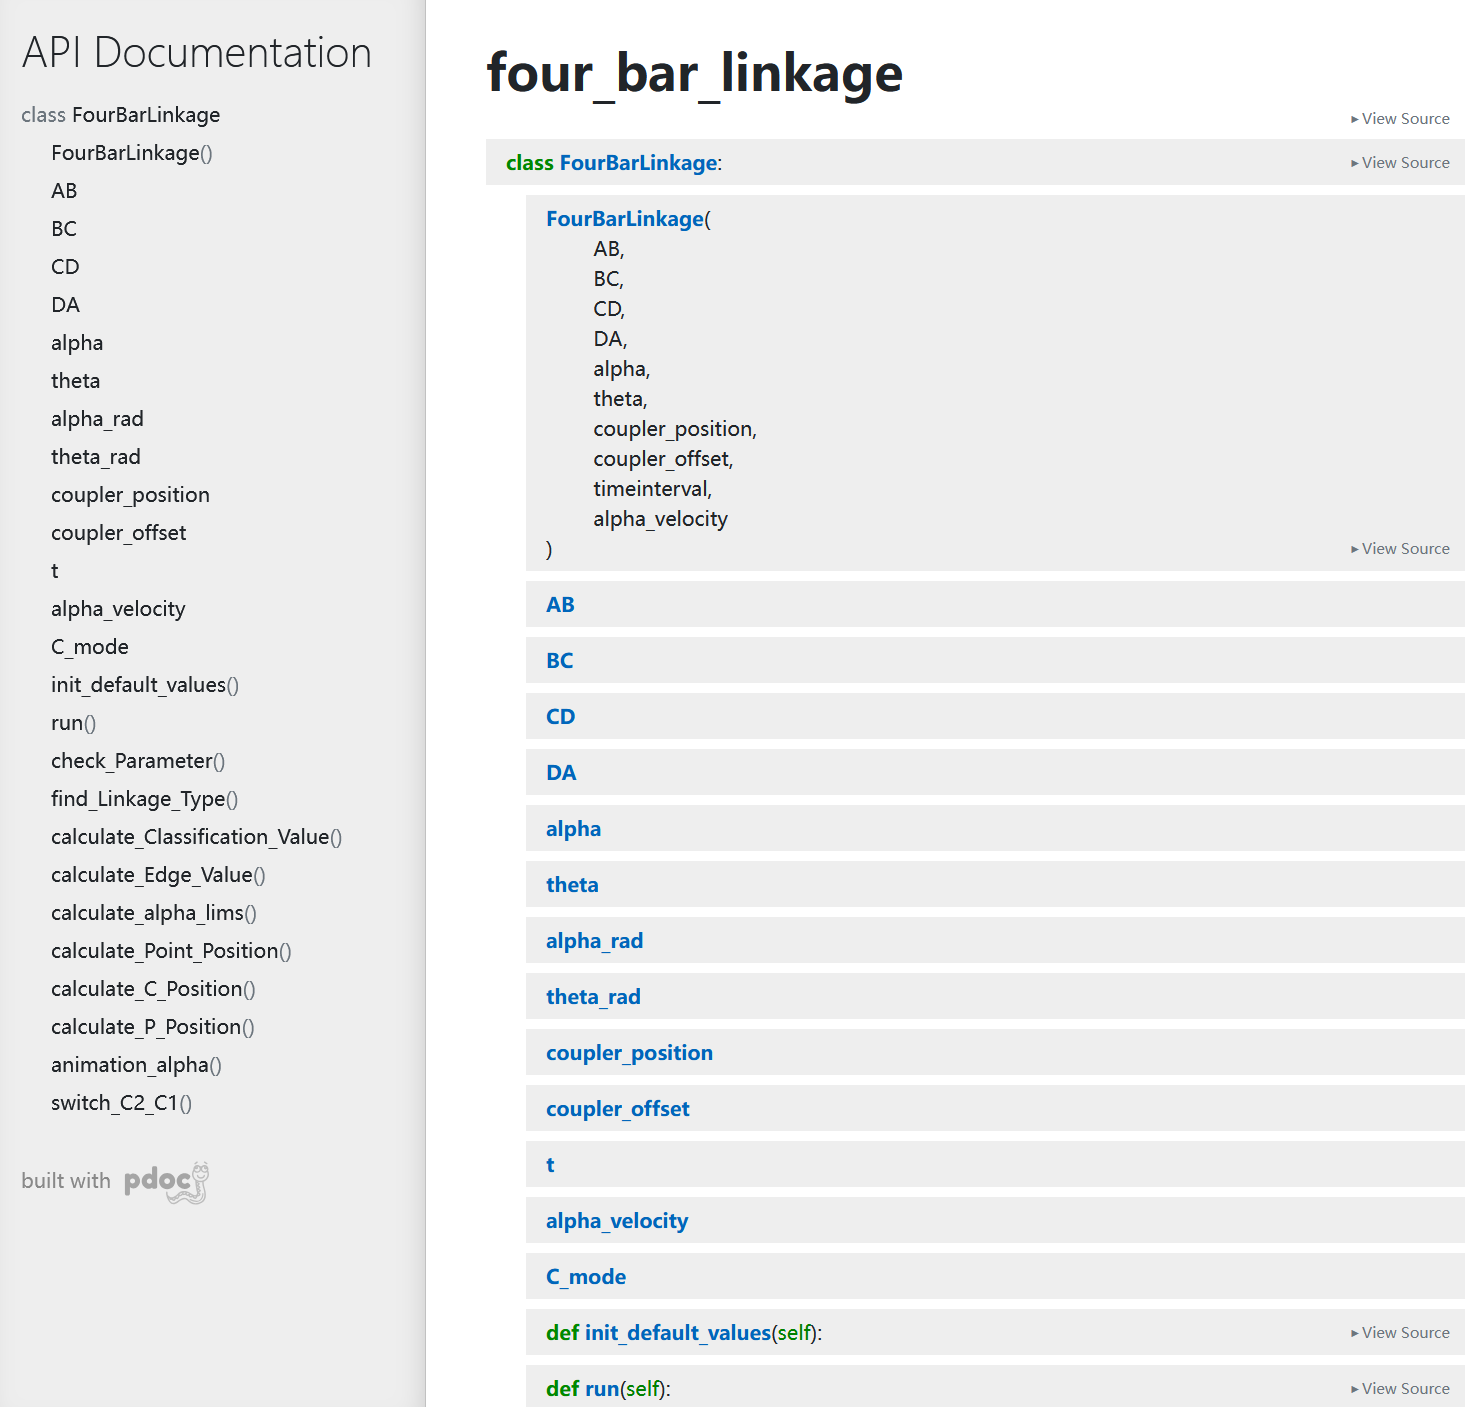 API Documentation
class FourBarLinkage
FourBarLinkage()
AB
BC
CD
DA
alpha
theta
alpha_rad
theta_rad
coupler_position
coupler_offset
t
alpha_velocity
C_mode
init_default_values()
run()
check_Parameter()
find_Linkage_Type()
calculate_Classification_Value()
calculate_Edge_Value()
calculate_alpha_lims()
calculate_Point_Position()
calculate_C_Position()
calculate_P_Position()
animation_alpha()
switch_C2_C1()
built with pdoc
four_bar_linkage
▸ View Source
class FourBarLinkage: ▸ View Source
FourBarLinkage(
AB,
BC,
CD,
DA,
alpha,
theta,
coupler_position,
coupler_offset,
timeinterval,
alpha_velocity
) ▸ View Source
AB
BC
CD
DA
alpha
theta
alpha_rad
theta_rad
coupler_position
coupler_offset
t
alpha_velocity
C_mode
def init_default_values(self): ▸ View Source
def run(self): ▸ View Source